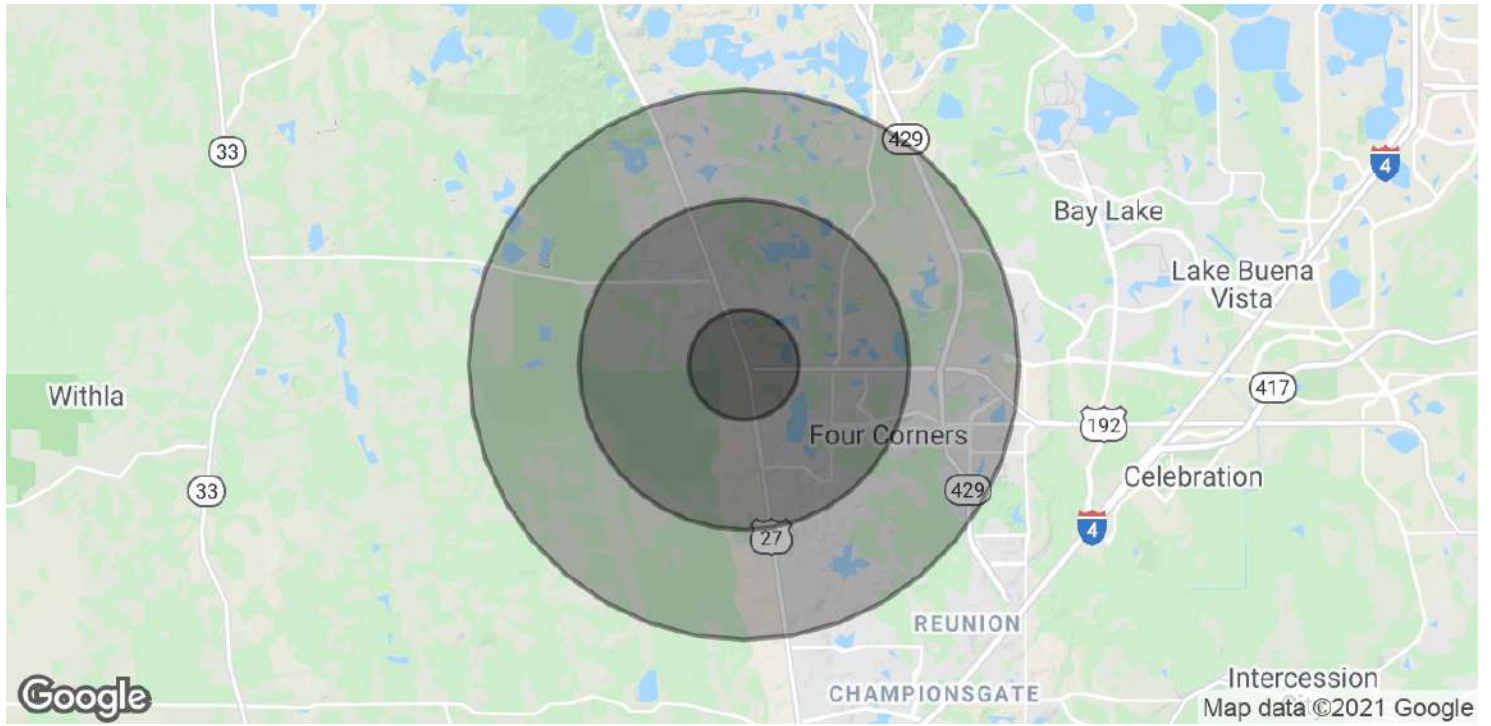 429
33
4
Bay Lake
Lake Buena
Vista
Withla
417
192
Four Corners
Celebration
33
429
4
27
REUNION
CHAMPIONSGATE
Intercession
Google
Map data ©2021 Google